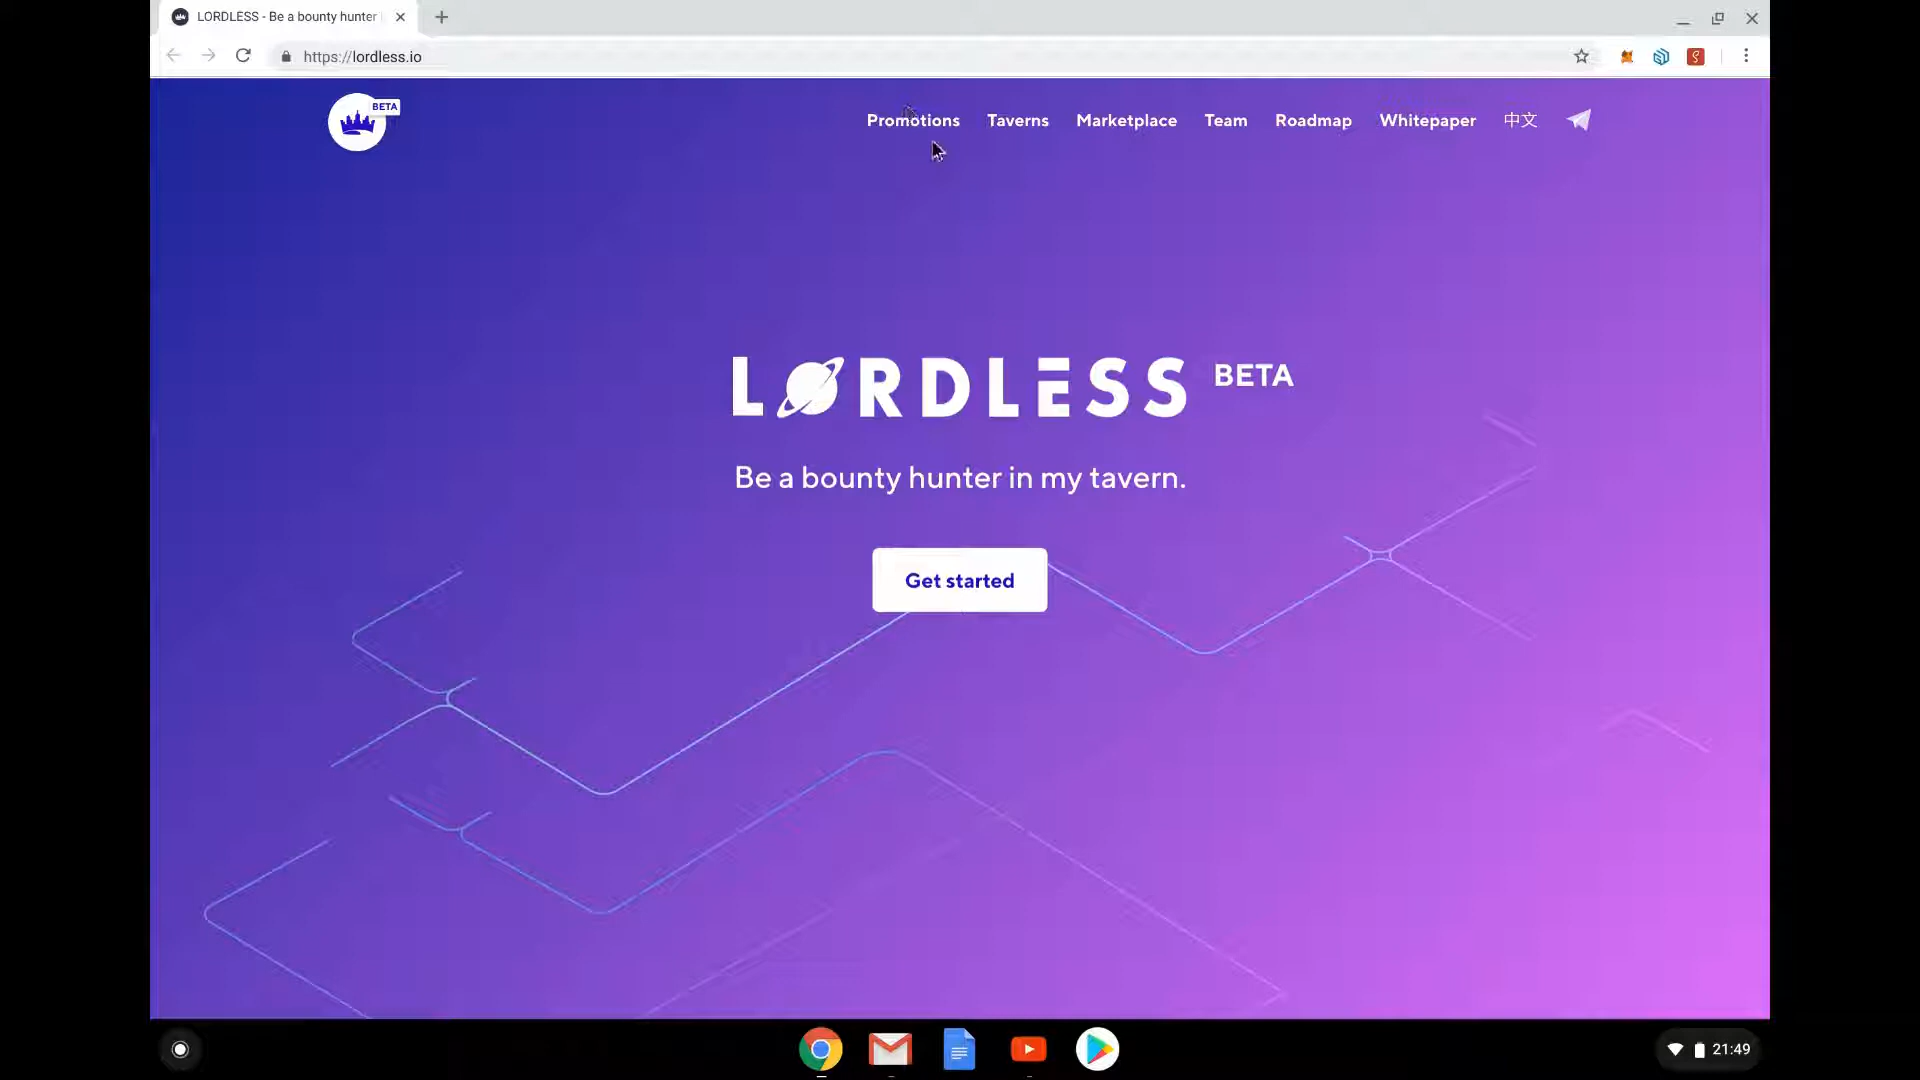 LORDLESS - Be a bounty hunter
https://lordless.io
BETA
Promotions Taverns Marketplace Team Roadmap Whitepaper 中文
LORDLESS BETA
Be a bounty hunter in my tavern.
Get started
21:49